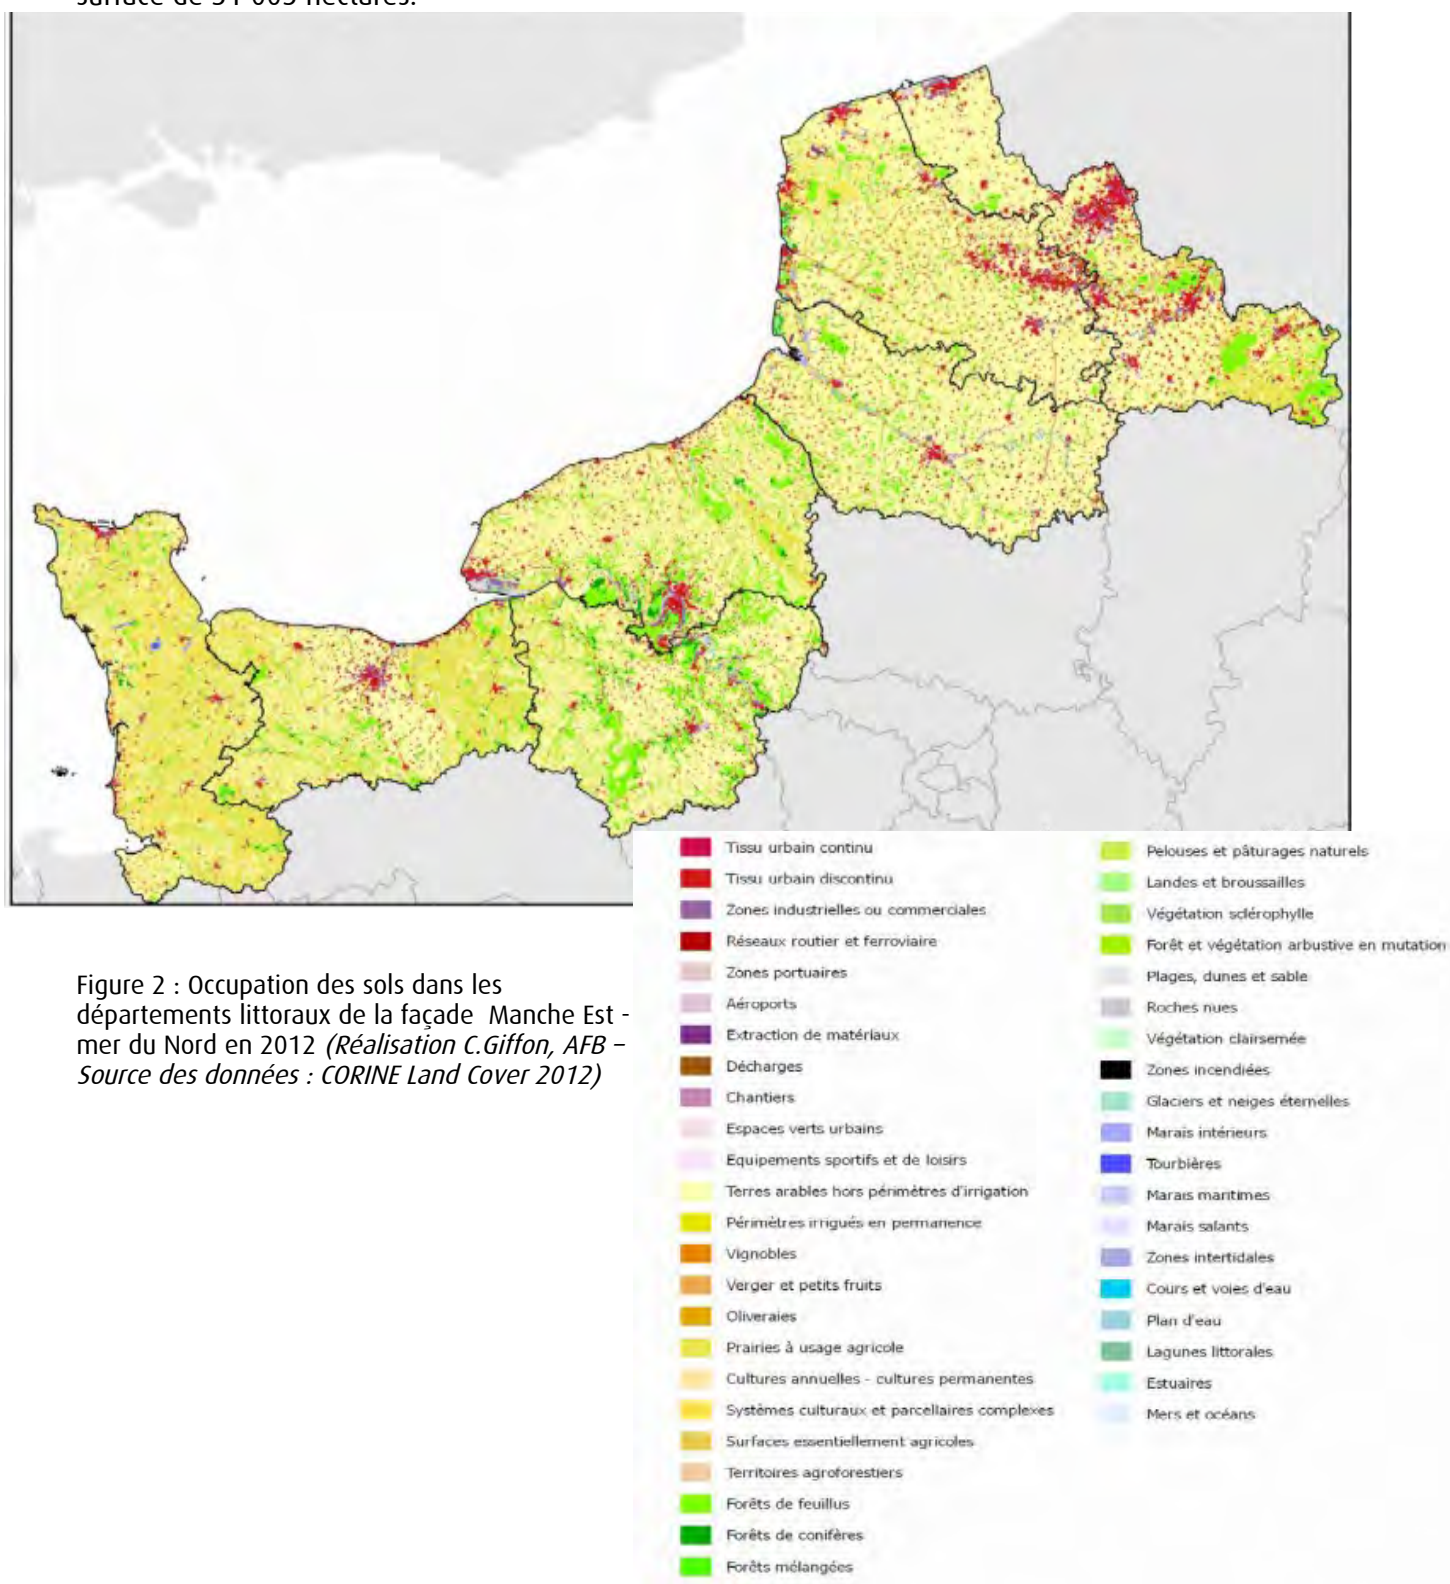 surface de 51 005 hectares.
Tissu urbain continu
Tissu urbain discontinu
Zones industrielles ou commerciales
Réseaux routier et ferroviaire
Zones portuaires
Aéroports
Extraction de matériaux
Décharges
Chantiers
Espaces verts urbains
Equipements sportifs et de loisirs
Terres arables hors périmètres d'irrigation
Périmètres irrigués en permanence
Vignobles
Verger et petits fruits
Oliveraies
Prairies à usage agricole
Cultures annuelles - cultures permanentes
Systèmes culturaux et parcellaires complexes
Surfaces essentiellement agricoles
Territoires agroforestiers
Forêts de feuillus
Forêts de conifères
Forêts mélangées
Pelouses et pâturages naturels
Landes et broussailles
Végétation sclérophylle
Forêt et végétation arbustive en mutation
Plages, dunes et sable
Roches nues
Végétation clairsemée
Zones incendiées
Glaciers et neiges éternelles
Marais intérieurs
Tourbières
Marais maritimes
Marais salants
Zones intertidales
Cours et voies d'eau
Plan d'eau
Lagunes littorales
Estuaires
Mers et océans
Figure 2 : Occupation des sols dans les
départements littoraux de la façade Manche Est -
mer du Nord en 2012 (Réalisation C.Giffon, AFB –
Source des données : CORINE Land Cover 2012)